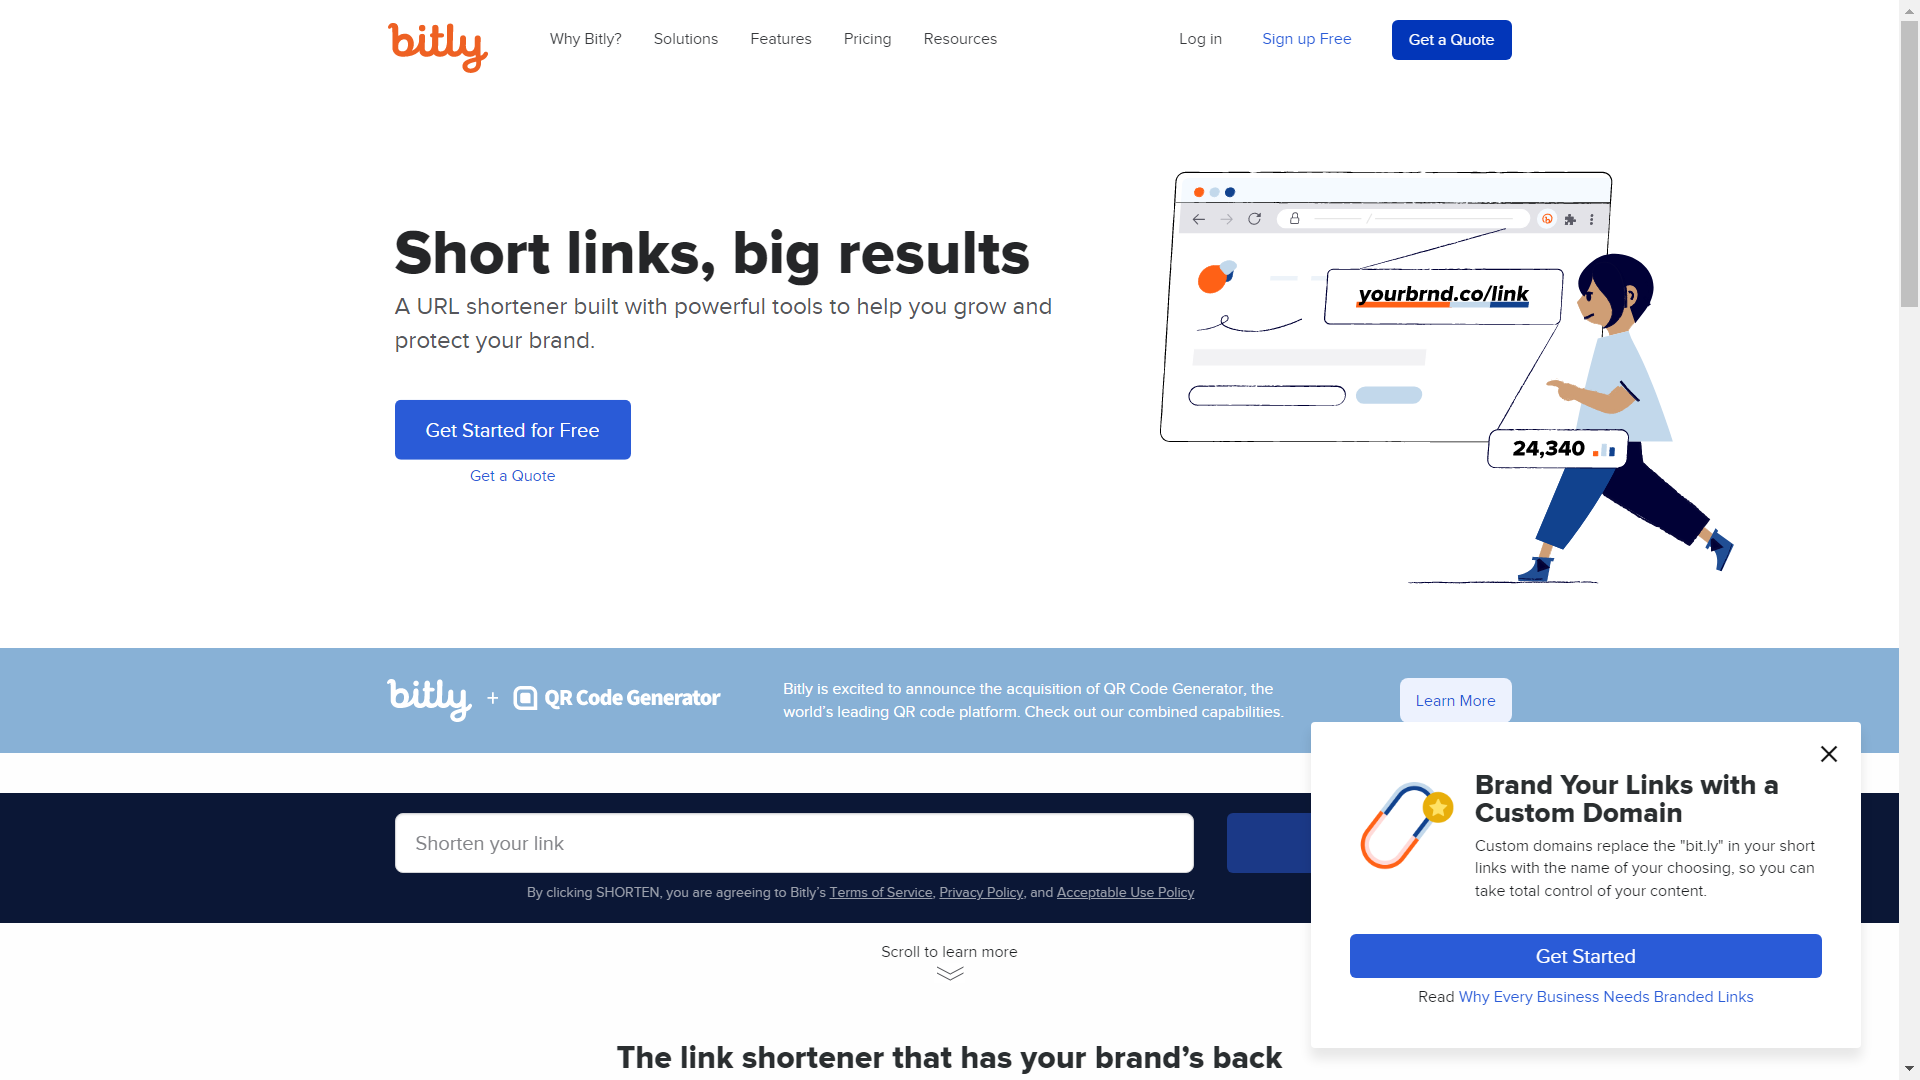 bitly
Why Bitly?
Solutions
Features
Pricing
Resources
Log in
Sign up Free
Get a Quote
Short links, big results
A URL shortener built with powerful tools to help you grow and
protect your brand.
Get Started for Free
Get a Quote
yourbrnd.co/link
24,340
bitly + QR Code Generator
Bitly is excited to announce the acquisition of QR Code Generator, the
world's leading QR code platform. Check out our combined capabilities.
Learn More
Shorten your link
By clicking SHORTEN, you are agreeing to Bitly's Terms of Service, Privacy Policy, and Acceptable Use Policy
Brand Your Links with a
Custom Domain
Custom domains replace the "bit.ly" in your short
links with the name of your choosing, so you can
take total control of your content.
Get Started
Read Why Every Business Needs Branded Links
Scroll to learn more
The link shortener that has your brand's back